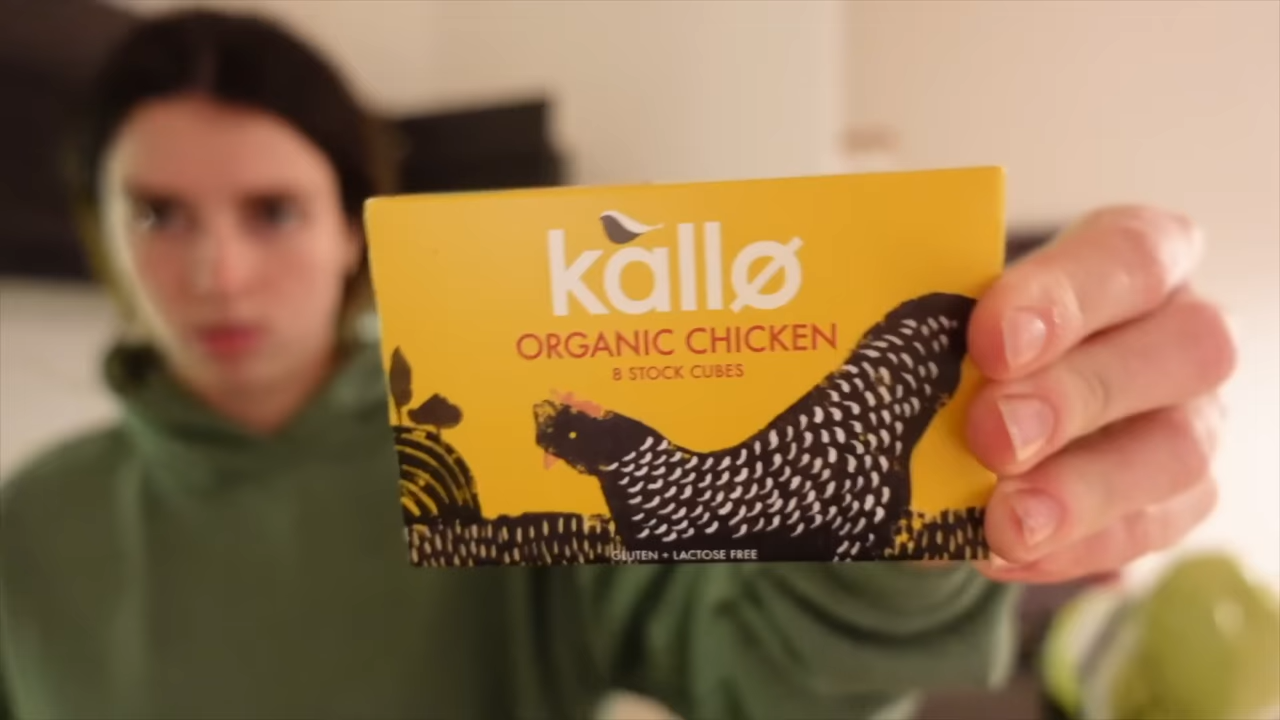 kallø
ORGANIC CHICKEN
8 STOCK CUBES
GLUTEN + LACTOSE FREE